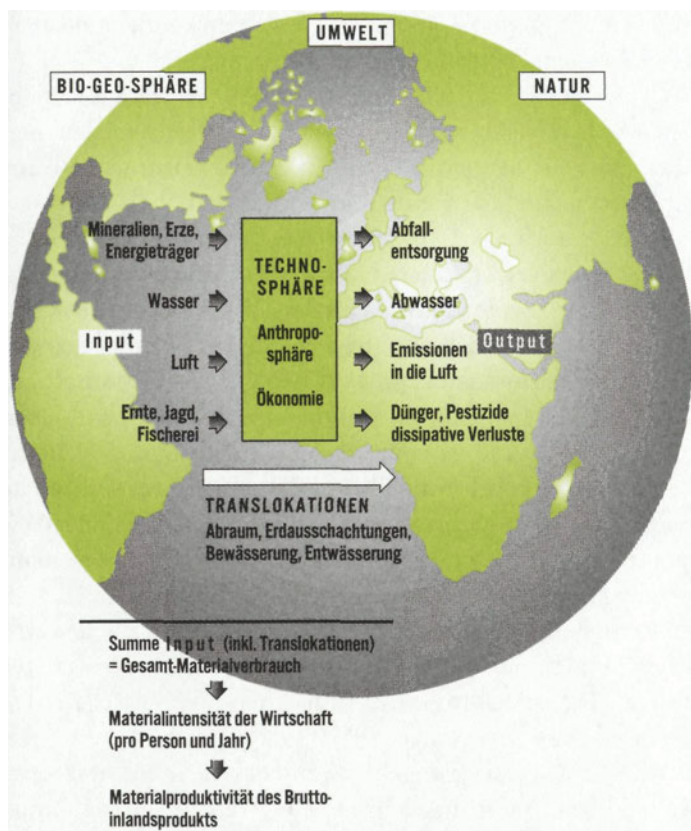 UMWELT
BIO-GEO-SPHÄRE
NATUR
Input
Mineralien, Erze,
Energieträger
Wasser
Luft
Ernte, Jagd,
Fischerei
TECHNO-
SPHÄRE
Anthropo-
sphäre
Ökonomie
Abfall-
entsorgung
Abwasser
Emissionen
in die Luft
Dünger, Pestizide
dissipative Verluste
Output
TRANSLOKATIONEN
Abraum, Erdausschachtungen,
Bewässerung, Entwässerung
Summe Input (inkl. Translokationen)
= Gesamt-Materialverbrauch
Materialintensität der Wirtschaft
(pro Person und Jahr)
Materialproduktivität des Brutto-
inlandsprodukts